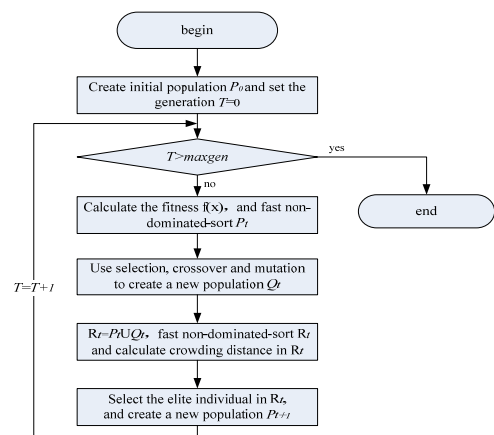 begin
Create initial population P0 and set the
generation T=0
T>maxgen
yes
no
Calculate the fitness f(x), and fast non-
dominated-sort Pt
end
Use selection, crossover and mutation
to create a new population Qt
T=T+1
Rt=PtUQt, fast non-dominated-sort Rt
and calculate crowding distance in Rt
Select the elite individual in Rt,
and create a new population Pt+1